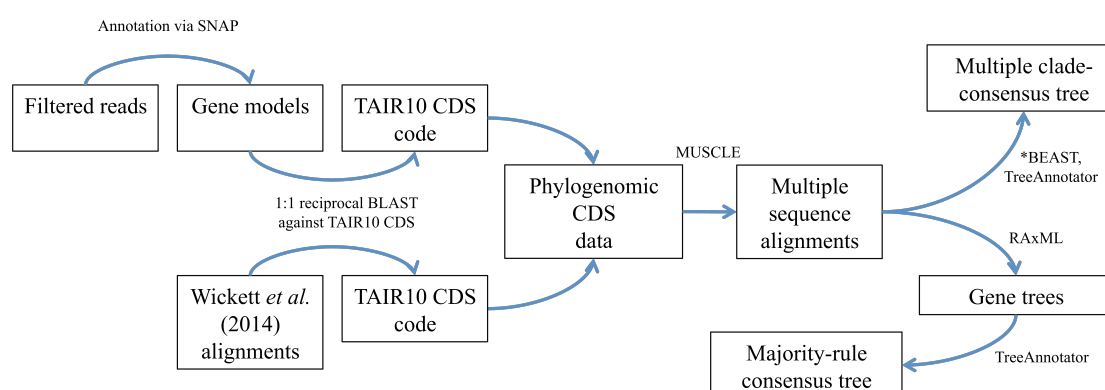 Annotation via SNAP
Filtered reads
Gene models
TAIR10 CDS
code
1:1 reciprocal BLAST
against TAIR10 CDS
Wickett et al.
(2014)
alignments
TAIR10 CDS
code
Phylogenomic
CDS
data
MUSCLE
Multiple
sequence
alignments
Multiple clade-
consensus tree
*BEAST,
TreeAnnotator
RAxML
Gene trees
TreeAnnotator
Majority-rule
consensus tree